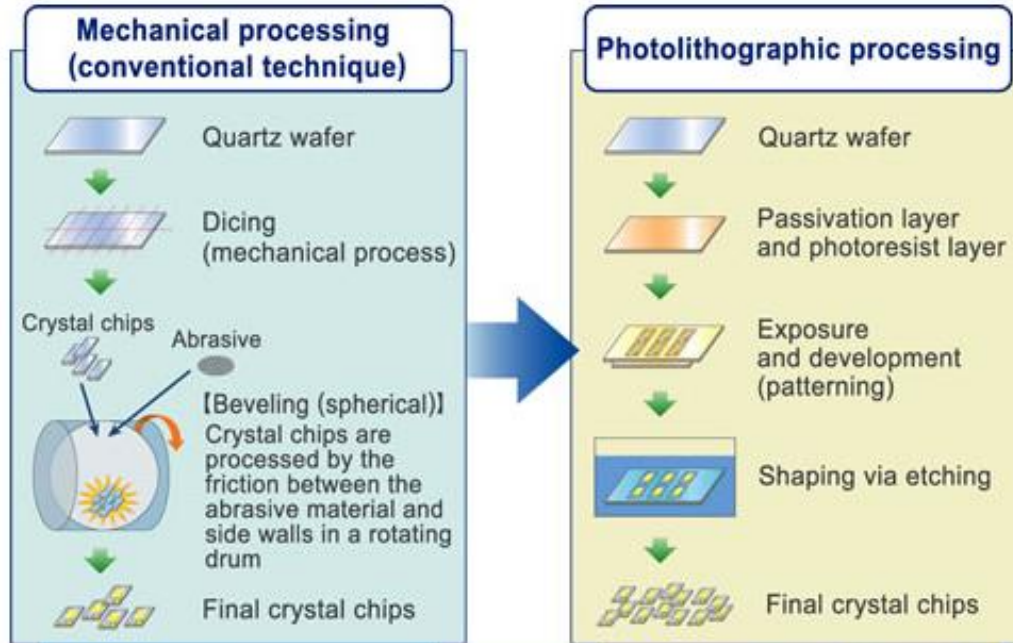 Mechanical processing
(conventional technique)
Quartz wafer
Dicing
(mechanical process)
Crystal chips
Abrasive
【Beveling (spherical)】
Crystal chips are
processed by the
friction between the
abrasive material and
side walls in a rotating
drum
Final crystal chips
Photolithographic processing
Quartz wafer
Passivation layer
and photoresist layer
Exposure
and development
(patterning)
Shaping via etching
Final crystal chips